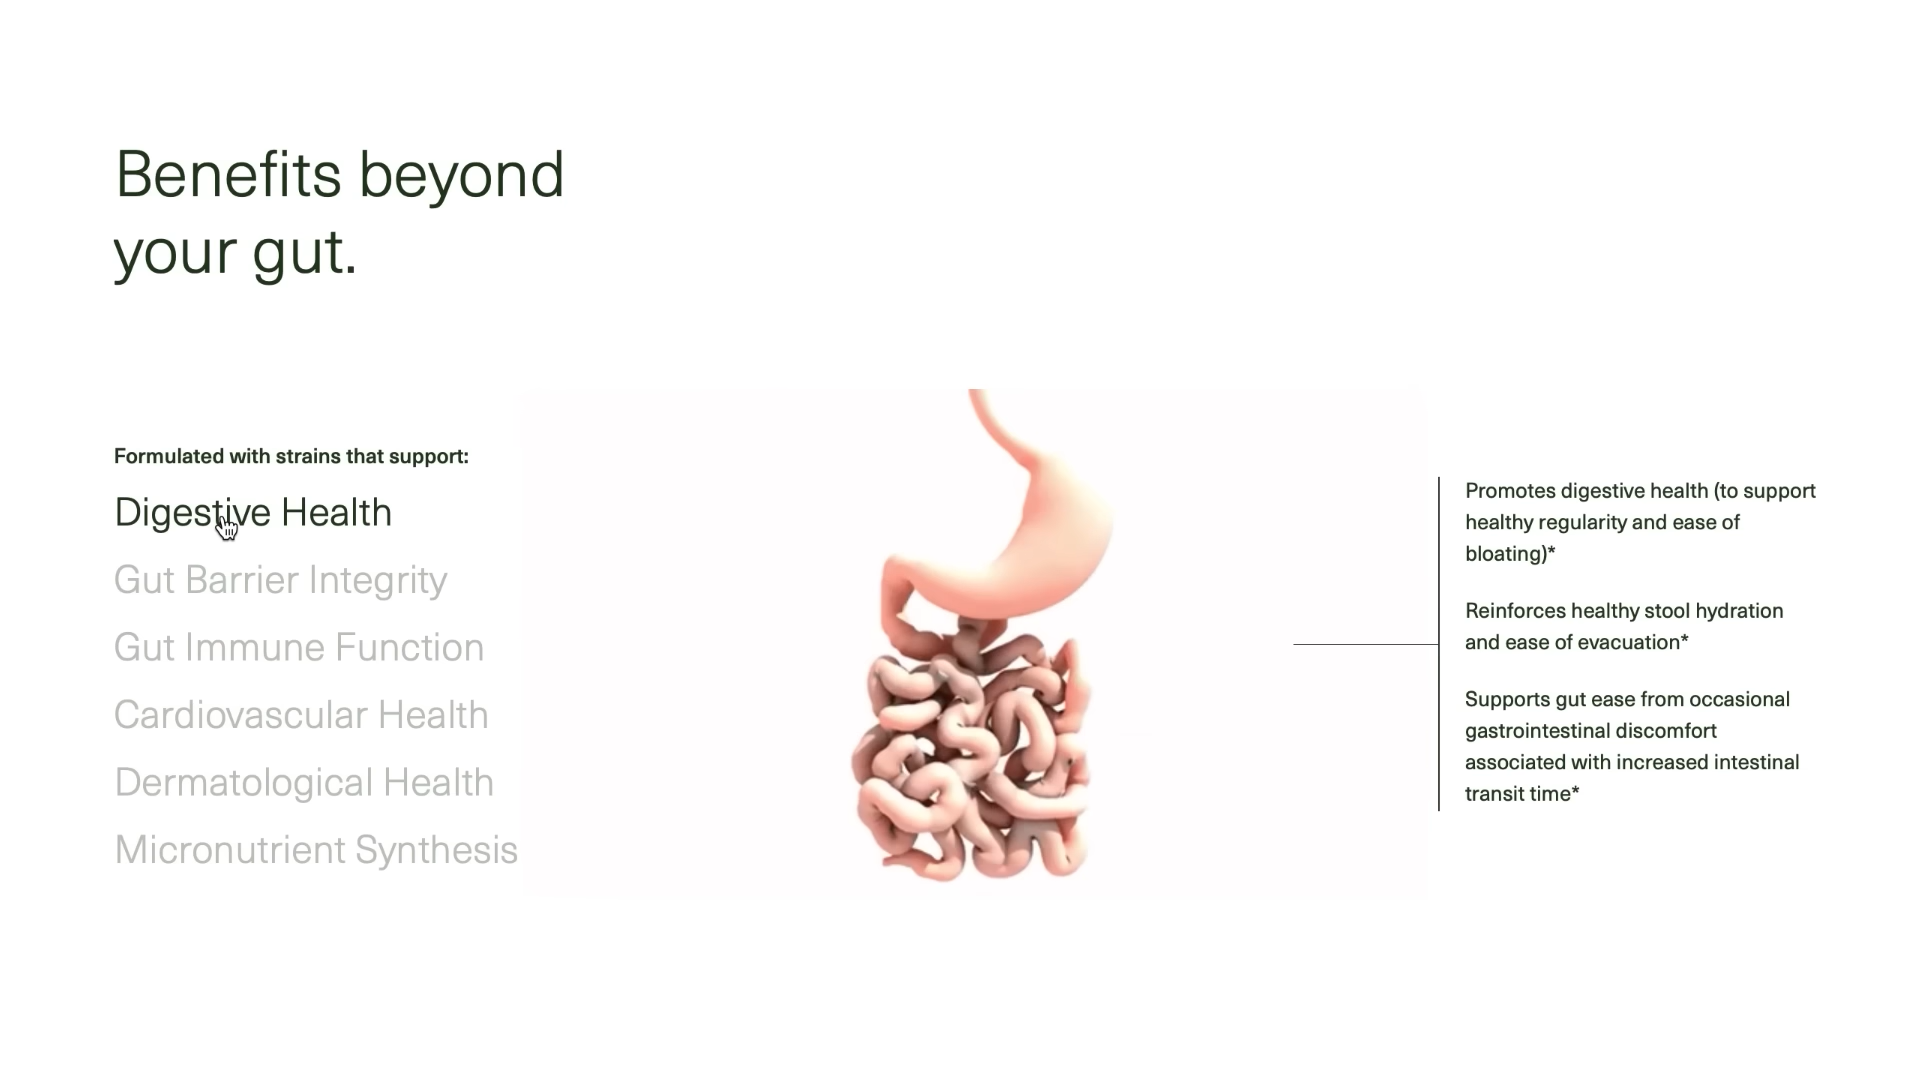 Benefits beyond
your gut.
Formulated with strains that support:
Digestive Health
Gut Barrier Integrity
Gut Immune Function
Cardiovascular Health
Dermatological Health
Micronutrient Synthesis
Promotes digestive health (to support
healthy regularity and ease of
bloating)*
Reinforces healthy stool hydration
and ease of evacuation*
Supports gut ease from occasional
gastrointestinal discomfort
associated with increased intestinal
transit time*